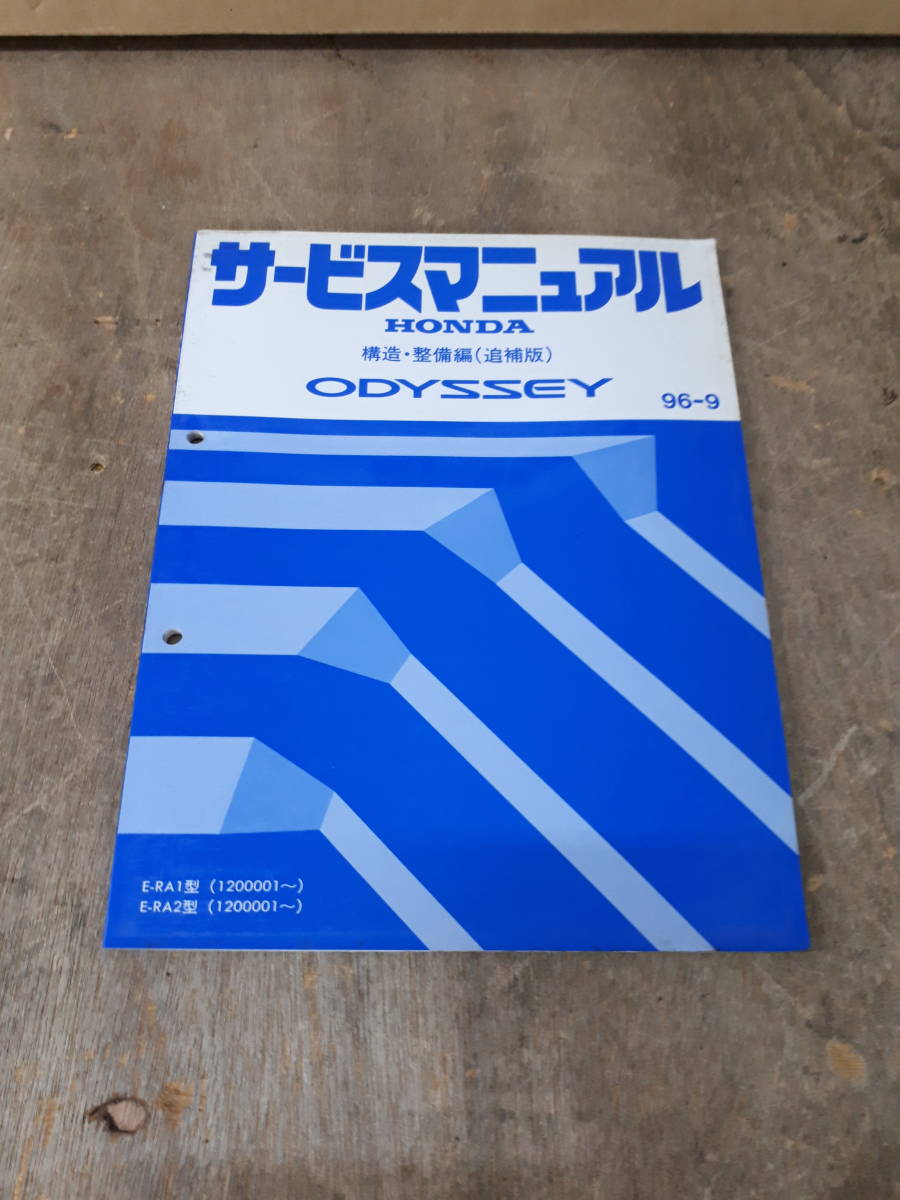 サービスマニュアル
HONDA
構造・整備編(追補版)
ODYSSEY
96-9
E-RA1型 (1200001〜)
E-RA2型 (1200001〜)